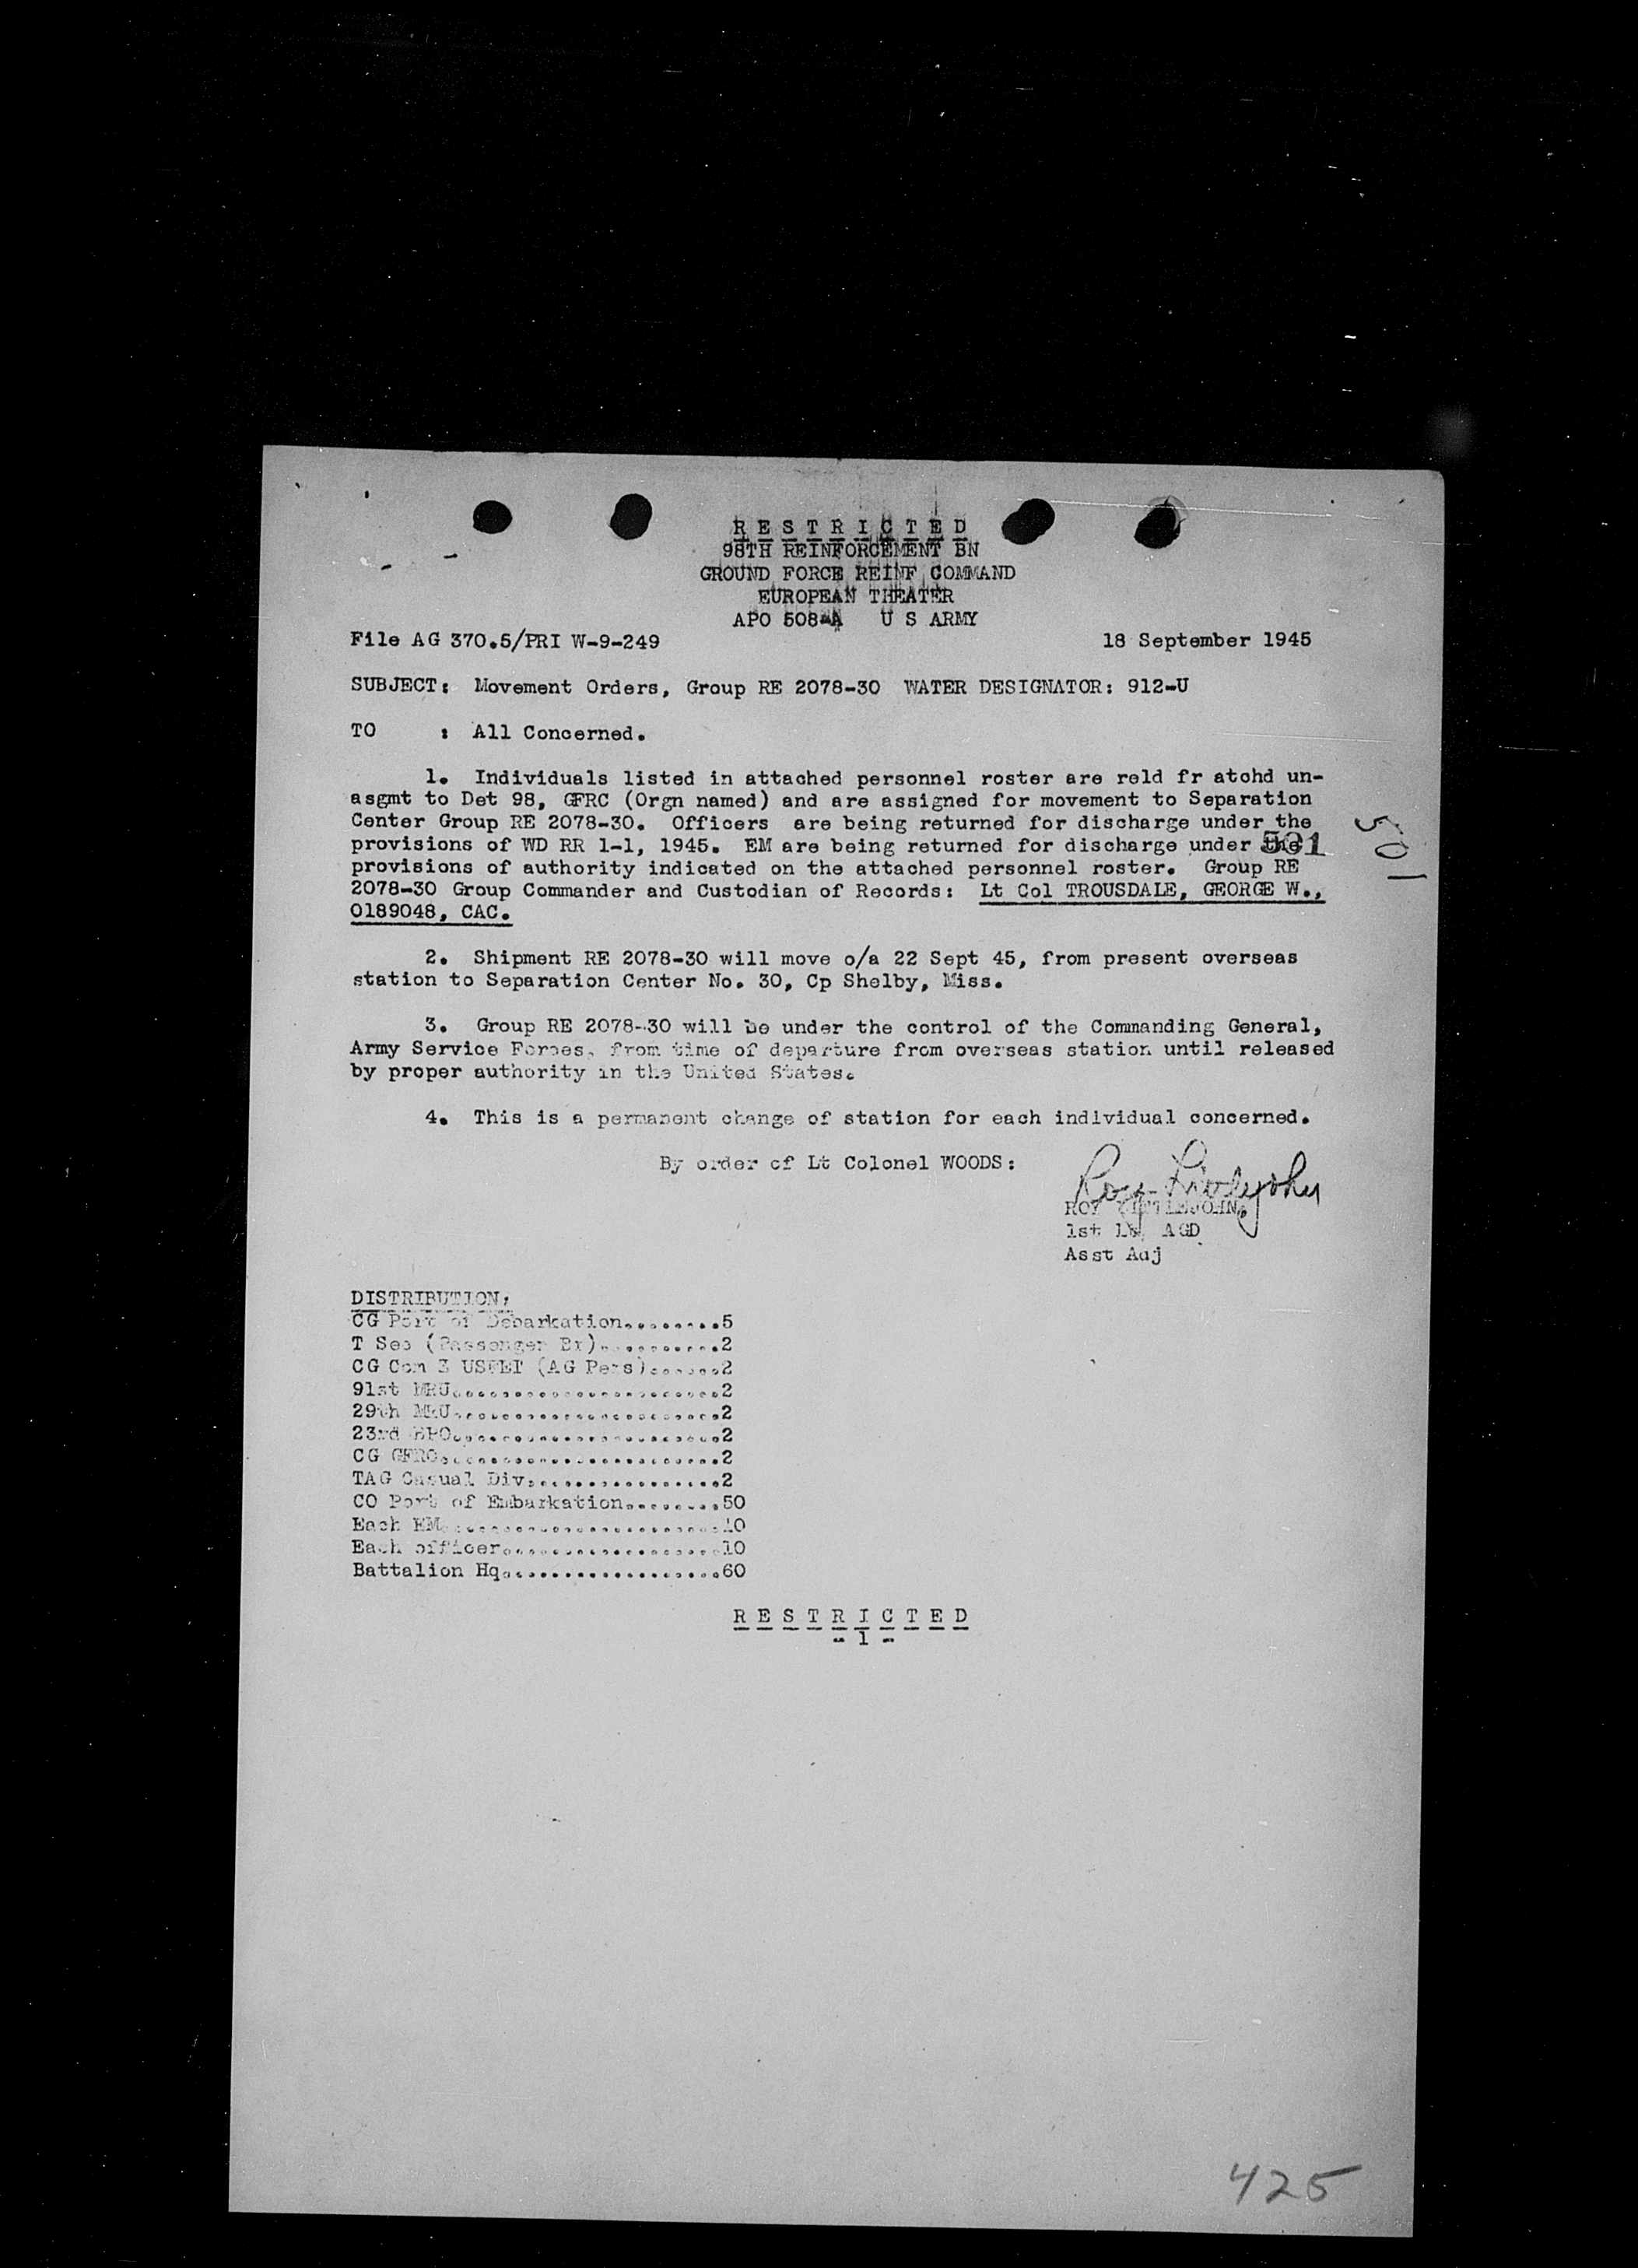 R E S T R I C T E D
98TH REINFORCEMENT BN
GROUND FORCE REINF COMMAND
EUROPEAN THEATER
APO 508-A U S ARMY
File AG 370.5/PRI W-9-249 18 September 1945
SUBJECT: Movement Orders, Group RE 2078-30 WATER DESIGNATOR: 912-U
TO : All Concerned.
1. Individuals listed in attached personnel roster are reld fr atchd un-
asgmt to Det 98, GFRC (Orgn named) and are assigned for movement to Separation
Center Group RE 2078-30. Officers are being returned for discharge under the
provisions of WD RR 1-1, 1945. EM are being returned for discharge under the
501
501
provisions of authority indicated on the attached personnel roster. Group RE
2078-30 Group Commander and Custodian of Records: Lt Col TROUSDALE, GEORGE W.,
O189048, CAC.
2. Shipment RE 2078-30 will move o/a 22 Sept 45, from present overseas
station to Separation Center No. 30, Cp Shelby, Miss.
3. Group RE 2078-30 will be under the control of the Commanding General,
Army Service Forces, from time of departure from overseas station until released
by proper authority in the United States.
4. This is a permanent change of station for each individual concerned.
By order of Lt Colonel WOODS:
Roy Littlejohn
ROY LITTLEJOHN,
1st Lt, AGD
Asst Adj
DISTRIBUTION:
CG Port of Debarkation.........5
T Sec (Passenger Br)..........2
CG Com Z USFET (AG Pers)......2
91st MRU......................2
29th MRU......................2
23rd BPO......................2
CG GFRC.......................2
TAG Casual Div................2
CO Port of Embarkation........50
Each EM.......................10
Each officer..................10
Battalion Hq..................60
R E S T R I C T E D
- 1 -
425